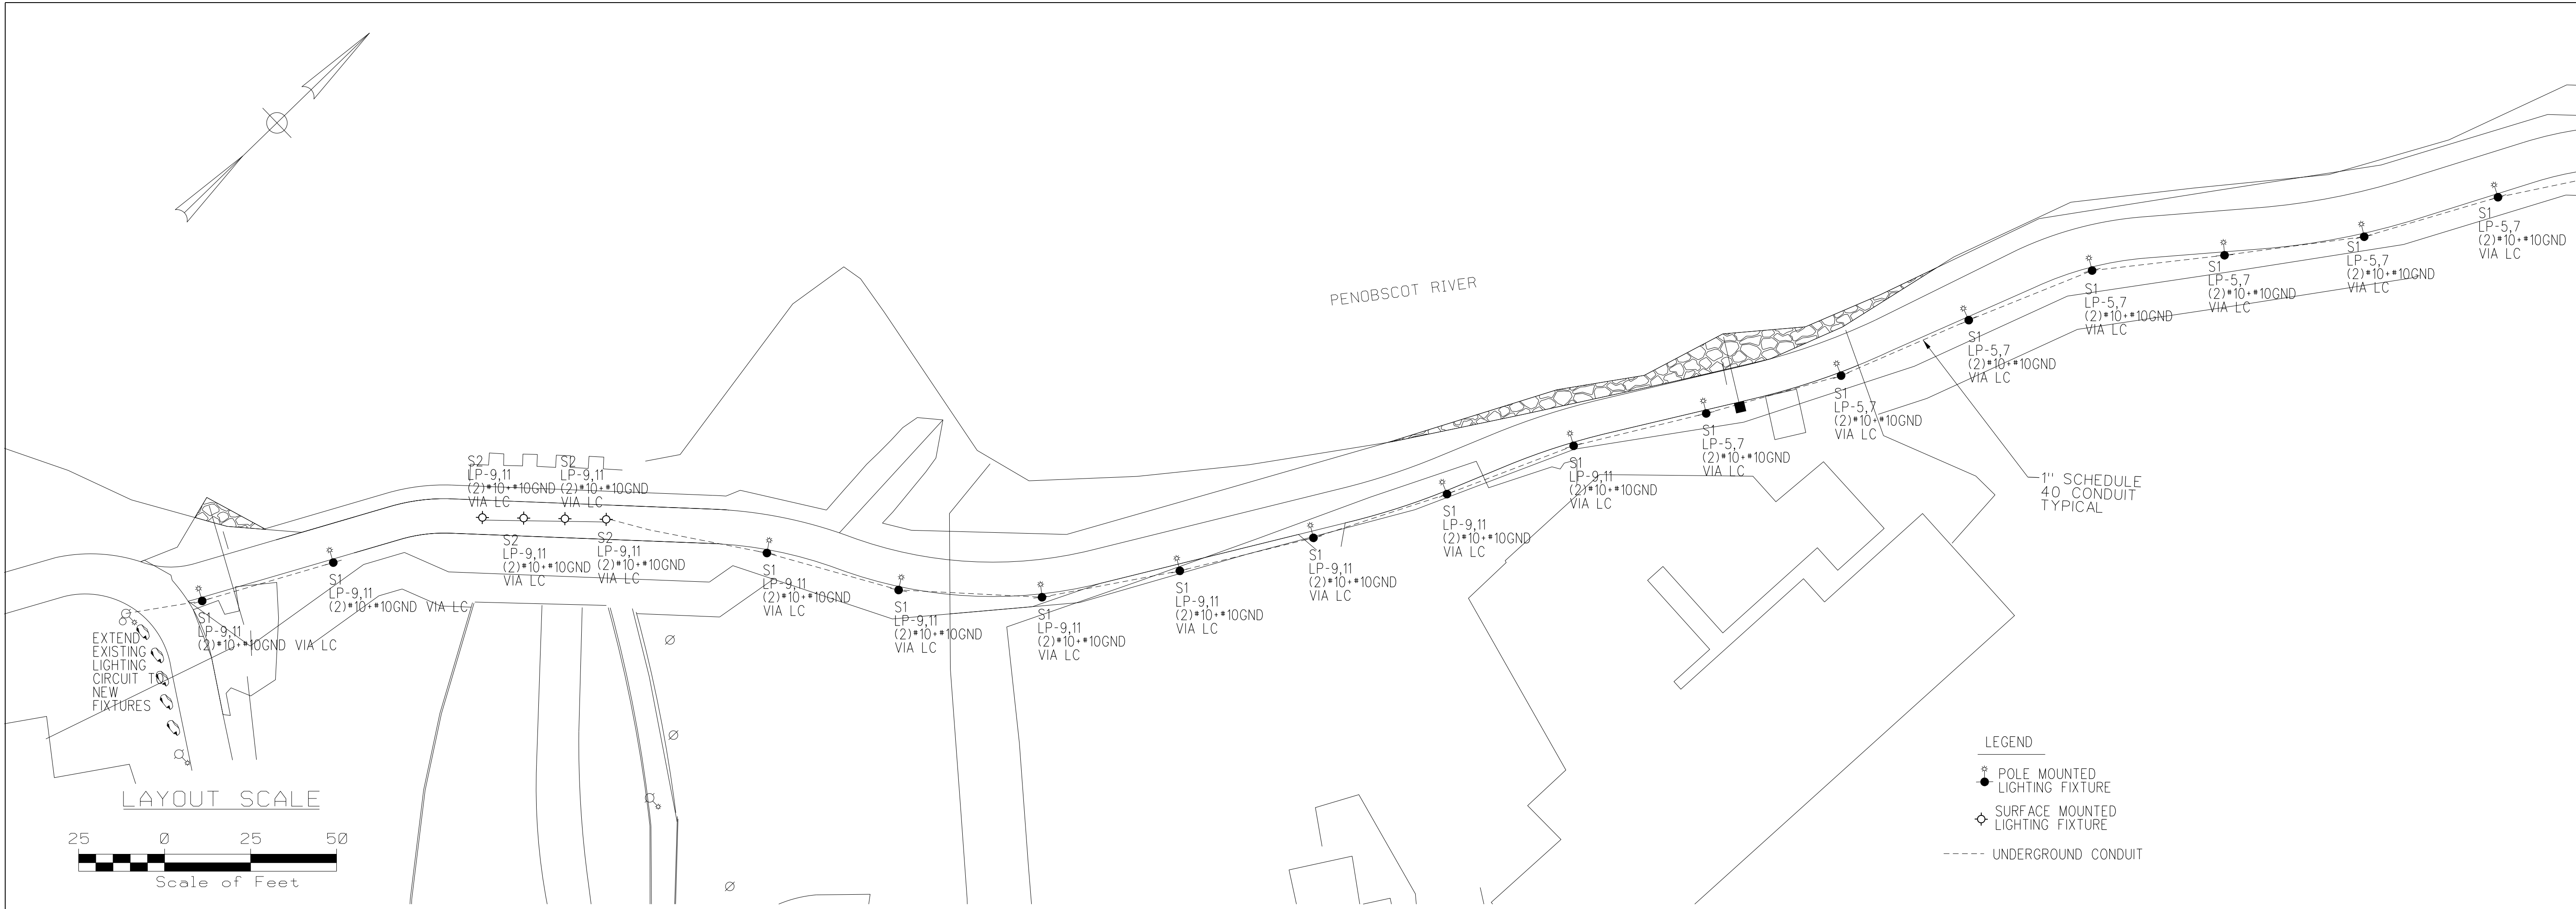 PENOBSCOT RIVER
S1
LP-5,7
(2)#10+#10GND
VIA LC
S1
LP-5,7
(2)#10+#10GND
VIA LC
S1
LP-5,7
(2)#10+#10GND
VIA LC
S1
LP-5,7
(2)#10+#10GND
VIA LC
S1
LP-5,7
(2)#10+#10GND
VIA LC
S1
LP-5,7
(2)#10+#10GND
VIA LC
S1
LP-5,7
(2)#10+#10GND
VIA LC
1" SCHEDULE
40 CONDUIT
TYPICAL
S1
LP-9,11
(2)#10+#10GND
VIA LC
S1
LP-9,11
(2)#10+#10GND
VIA LC
S1
LP-9,11
(2)#10+#10GND
VIA LC
S1
LP-9,11
(2)#10+#10GND
VIA LC
S1
LP-9,11
(2)#10+#10GND
VIA LC
S1
LP-9,11
(2)#10+#10GND
VIA LC
S1
LP-9,11
(2)#10+#10GND
VIA LC
S2
LP-9,11
(2)#10+#10GND
VIA LC
S2
LP-9,11
(2)#10+#10GND
VIA LC
S2
LP-9,11
(2)#10+#10GND
VIA LC
S2
LP-9,11
(2)#10+#10GND
VIA LC
S1
LP-9,11
(2)#10+#10GND VIA LC
S1
LP-9,11
(2)#10+#10GND VIA LC
EXTEND
EXISTING
LIGHTING
CIRCUIT TO
NEW
FIXTURES
LAYOUT SCALE
25 0 25 50
Scale of Feet
LEGEND
POLE MOUNTED
LIGHTING FIXTURE
SURFACE MOUNTED
LIGHTING FIXTURE
UNDERGROUND CONDUIT